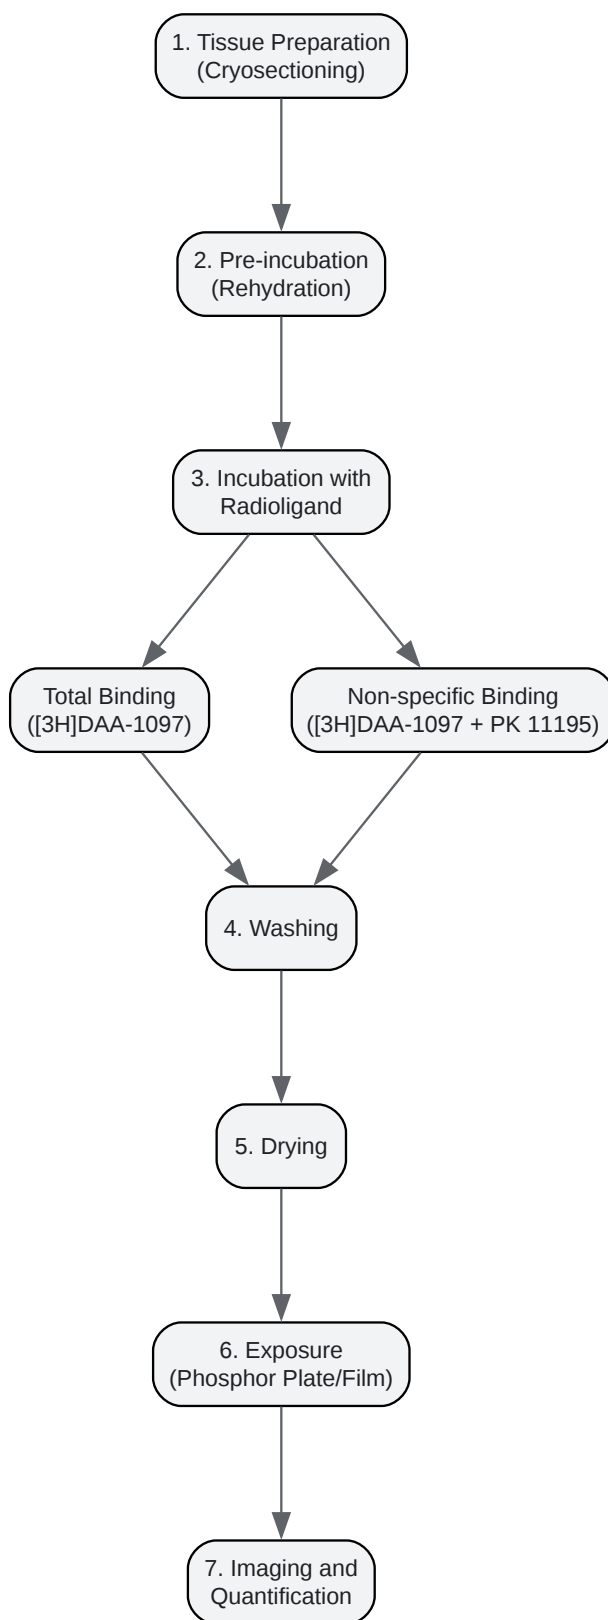 1. Tissue Preparation
(Cryosectioning)
2. Pre-incubation
(Rehydration)
3. Incubation with
Radioligand
Total Binding
([3H]DAA-1097)
Non-specific Binding
([3H]DAA-1097 + PK 11195)
4. Washing
5. Drying
6. Exposure
(Phosphor Plate/Film)
7. Imaging and
Quantification